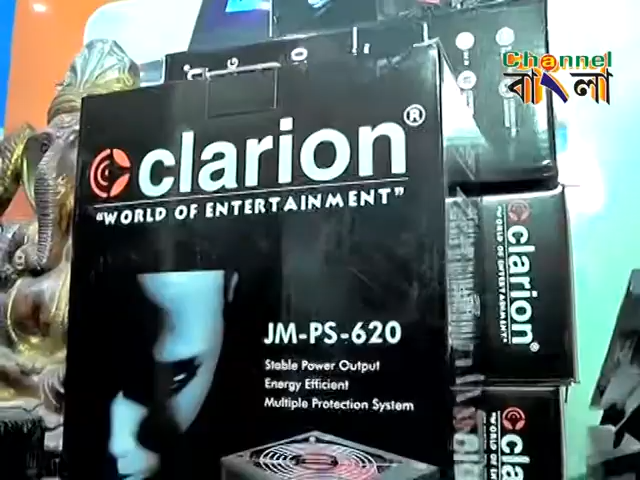 Channel
বাংলা
clarion®
"WORLD OF ENTERTAINMENT"
JM-PS-620
Stable Power Output
Energy Efficient
Multiple Protection System
clarion®
WORLD OF ENTERTAINMENT